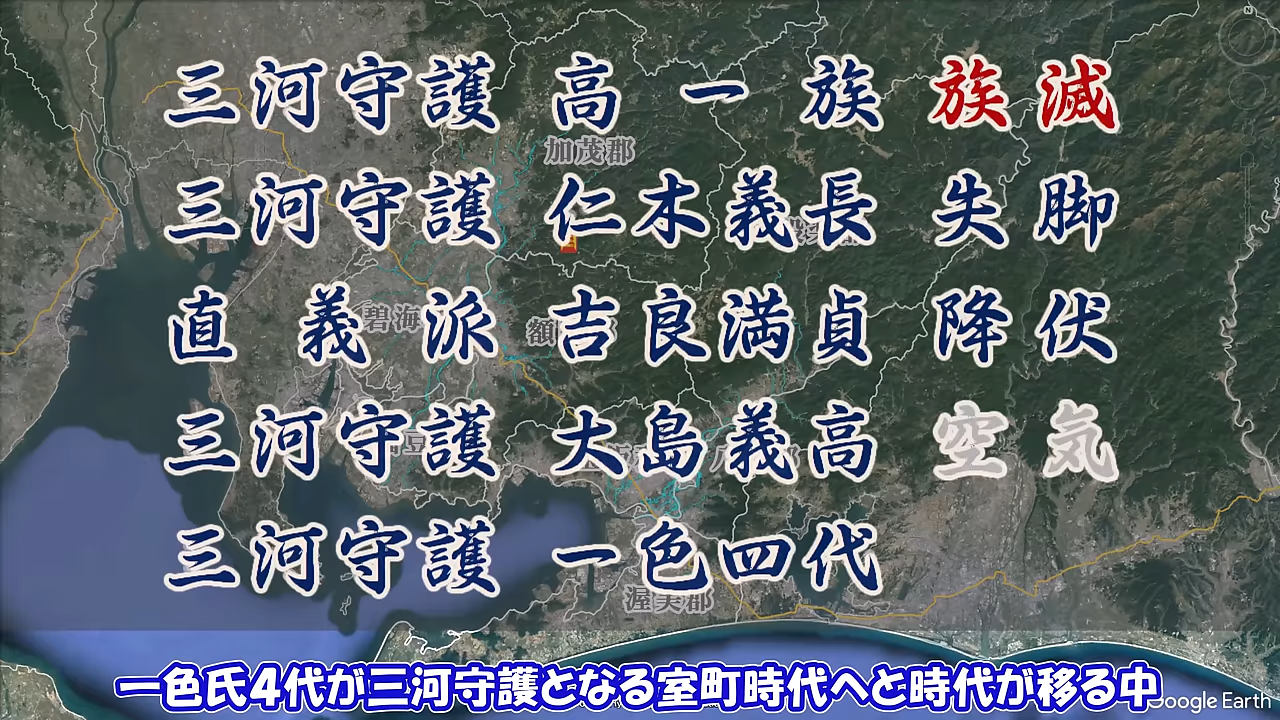 三河守護 高一族 族滅
加茂郡
三河守護 仁木義長 失脚
直義派 吉良満貞 降伏
碧海
額
三河守護 大島義高 空気
三河守護 一色四代
渥美郡
一色氏4代が三河守護となる室町時代へと時代が移る中
Google Earth